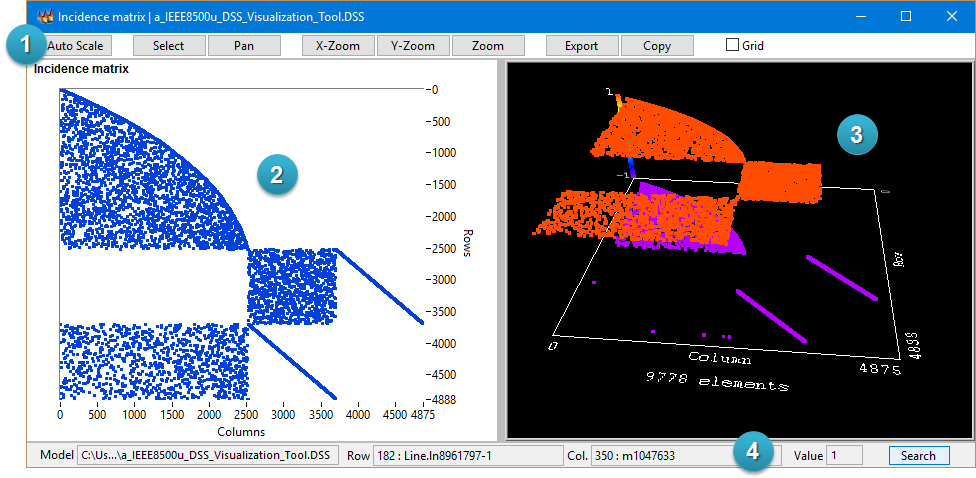 Incidence matrix | a_IEEE8500u_DSS_Visualization_Tool.DSS
1
Auto Scale
Select
Pan
X-Zoom
Y-Zoom
Zoom
Export
Copy
Grid
Incidence matrix
0
500
1000
1500
2000
2500
3000
3500
4000
4500
4888
Rows
0
500
1000
1500
2000
2500
3000
3500
4000
4500
4875
Columns
2
3
1
-1
0
Row
4888
0
Column
4875
9778 elements
4
Model C:\Us...\a_IEEE8500u_DSS_Visualization_Tool.DSS Row 182 : Line.ln8961797-1 Col. 350 : m1047633 Value 1 Search